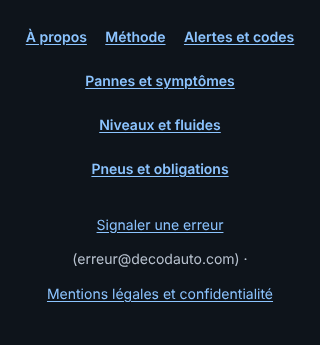 À propos Méthode Alertes et codes
Pannes et symptômes
Niveaux et fluides
Pneus et obligations
Signaler une erreur
(erreur@decodauto.com) ·
Mentions légales et confidentialité